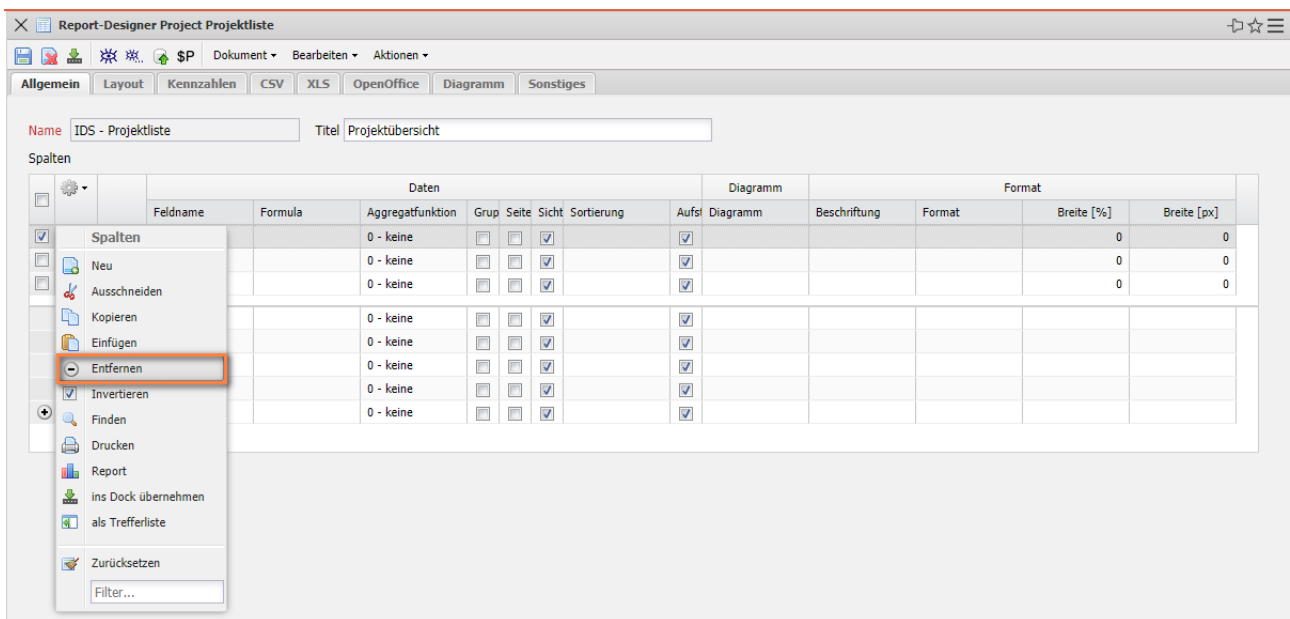 Report-Designer Project Projektliste
$P Dokument Bearbeiten Aktionen
Allgemein Layout Kennzahlen CSV XLS OpenOffice Diagramm Sonstiges
Name IDS - Projektliste Titel Projektübersicht
Spalten
Daten Diagramm Format
Feldname Formula Aggregatfunktion Grup Seite Sicht Sortierung Aufst Diagramm Beschriftung Format Breite [%] Breite [px]
Spalten 0 - keine 0 0
Neu 0 - keine 0 0
Ausschneiden 0 - keine 0 0
Kopieren 0 - keine
Einfügen 0 - keine
Entfernen 0 - keine
Invertieren 0 - keine
Finden 0 - keine
Drucken
Report
ins Dock übernehmen
als Trefferliste
Zurücksetzen
Filter...